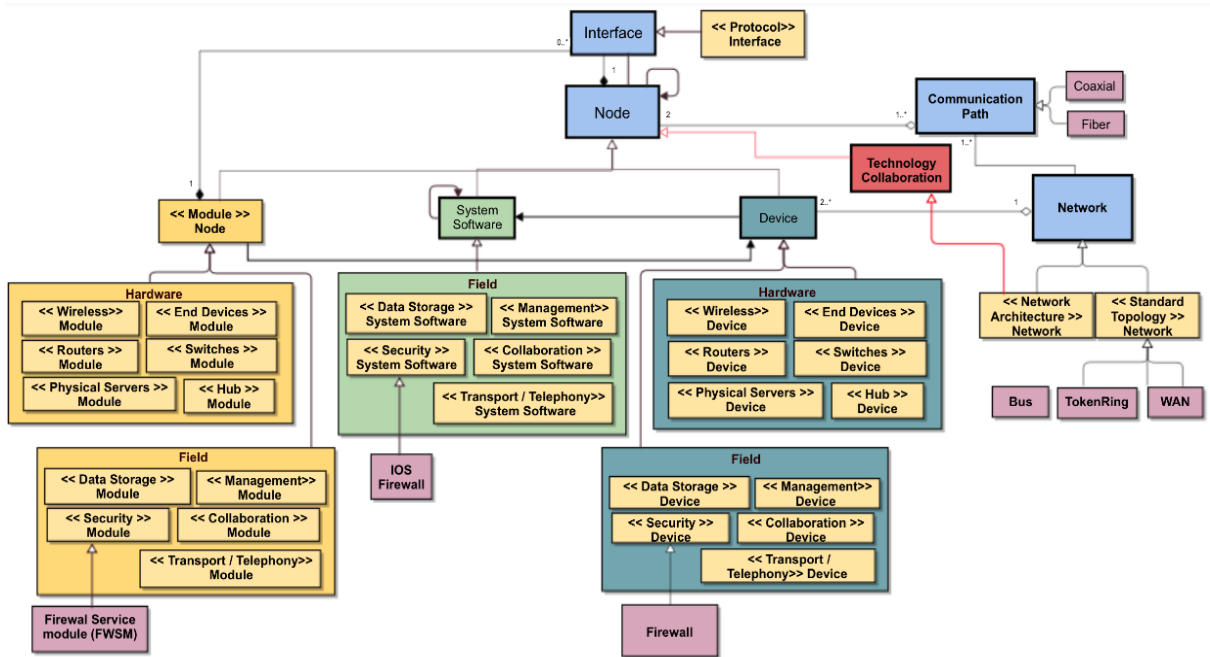 Interface
<< Protocol>>
Interface
0..*
1
Node
2
1..*
Communication
Path
Coaxial
Fiber
1..*
Technology
Collaboration
1
<< Module >>
Node
System
Software
Device
2..*
1
Network
Hardware
<< Wireless>>
Module
<< End Devices >>
Module
<< Routers >>
Module
<< Switches >>
Module
<< Physical Servers >>
Module
<< Hub >>
Module
Field
<< Data Storage >>
System Software
<< Management>>
System Software
<< Security >>
System Software
<< Collaboration >>
System Software
<< Transport / Telephony>>
System Software
Hardware
<< Wireless>>
Device
<< End Devices >>
Device
<< Routers >>
Device
<< Switches >>
Device
<< Physical Servers >>
Device
<< Hub >>
Device
<< Network
Architecture >>
Network
<< Standard
Topology >>
Network
Bus
TokenRing
WAN
Field
<< Data Storage >>
Module
<< Management>>
Module
<< Security >>
Module
<< Collaboration >>
Module
<< Transport / Telephony>>
Module
IOS
Firewall
Field
<< Data Storage >>
Device
<< Management>>
Device
<< Security >>
Device
<< Collaboration >>
Device
<< Transport /
Telephony>> Device
Firewal Service
module (FWSM)
Firewall